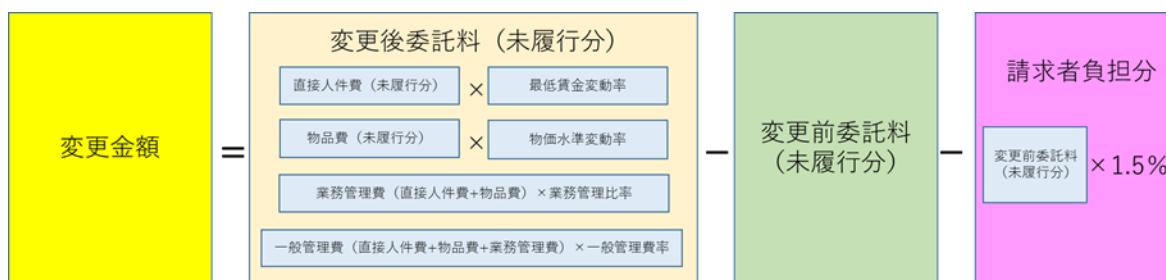 変更金額
=
変更後委託料(未履行分)
直接人件費(未履行分)×最低賃金変動率
物品費(未履行分)×物価水準変動率
業務管理費(直接人件費+物品費)×業務管理比率
一般管理費(直接人件費+物品費+業務管理費)×一般管理費率
−
変更前委託料
(未履行分)
−
請求者負担分
変更前委託料
(未履行分)
×1.5%